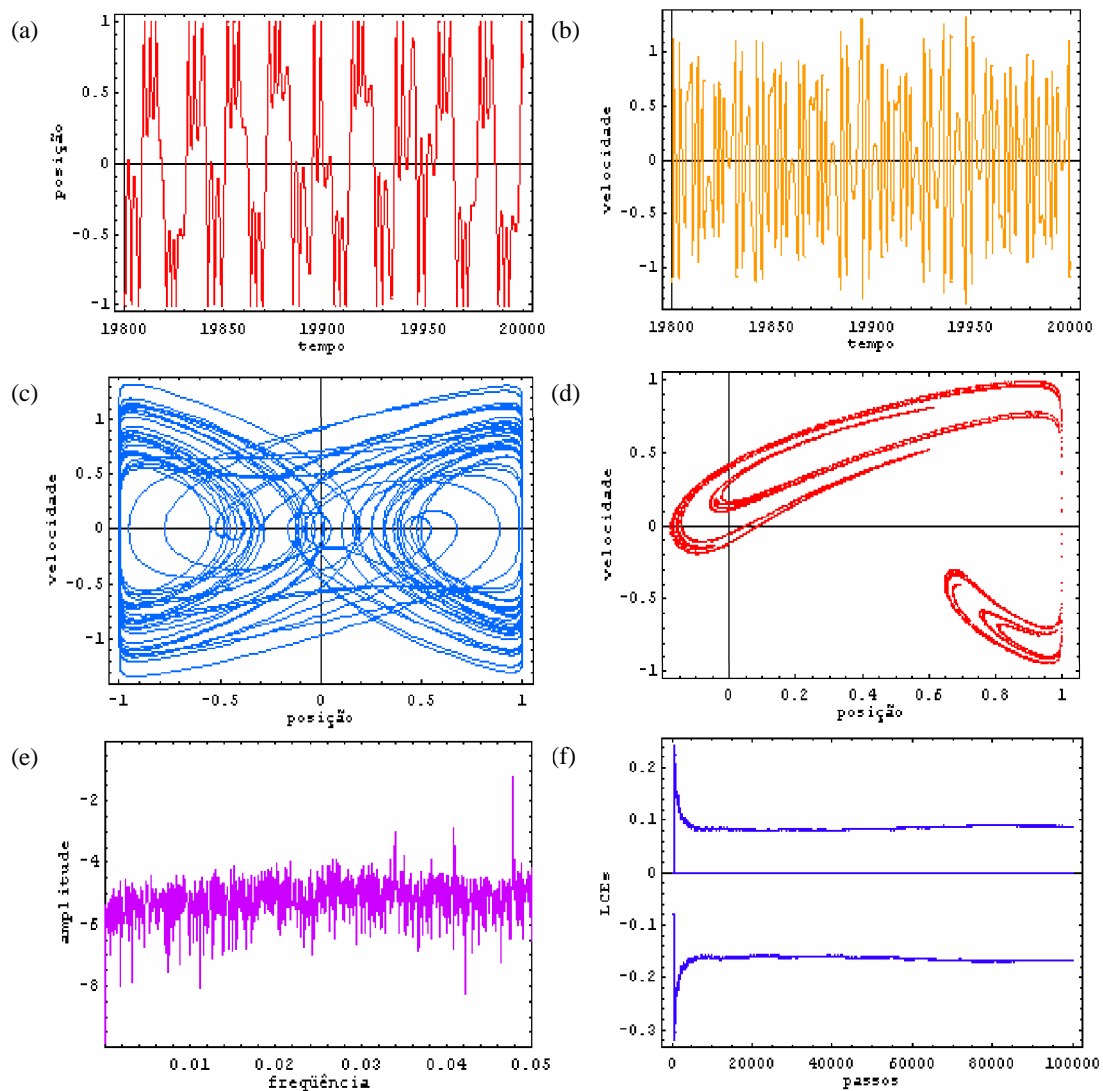 (a)
posição
1
0.5
0
-0.5
-1
19800 19850 19900 19950 20000
tempo
(b)
velocidade
1
0.5
0
-0.5
-1
19800 19850 19900 19950 20000
tempo
(c)
velocidade
1
0.5
0
-0.5
-1
-1 -0.5 0 0.5 1
posição
(d)
velocidade
1
0.5
0
-0.5
-1
0 0.2 0.4 0.6 0.8 1
posição
(e)
amplitude
-2
-4
-6
-8
0.01 0.02 0.03 0.04 0.05
freqüência
(f)
LCEs
0.2
0.1
0
-0.1
-0.2
-0.3
0 20000 40000 60000 80000 100000
passos